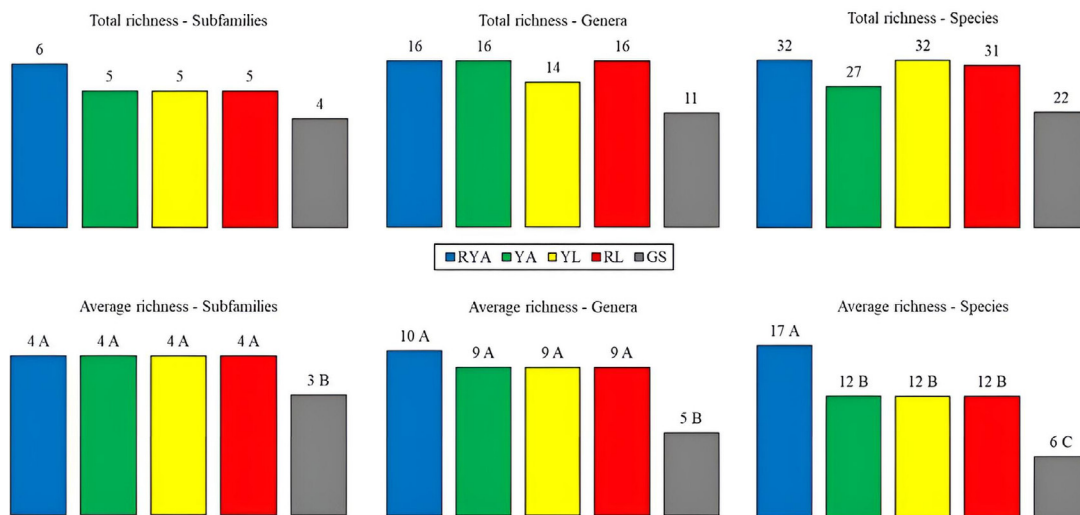 Total richness - Subfamilies
6
5
5
5
4
Total richness - Genera
16
16
14
16
11
Total richness - Species
32
27
32
31
22
RYA YA YL RL GS
Average richness - Subfamilies
4 A
4 A
4 A
4 A
3 B
Average richness - Genera
10 A
9 A
9 A
9 A
5 B
Average richness - Species
17 A
12 B
12 B
12 B
6 C